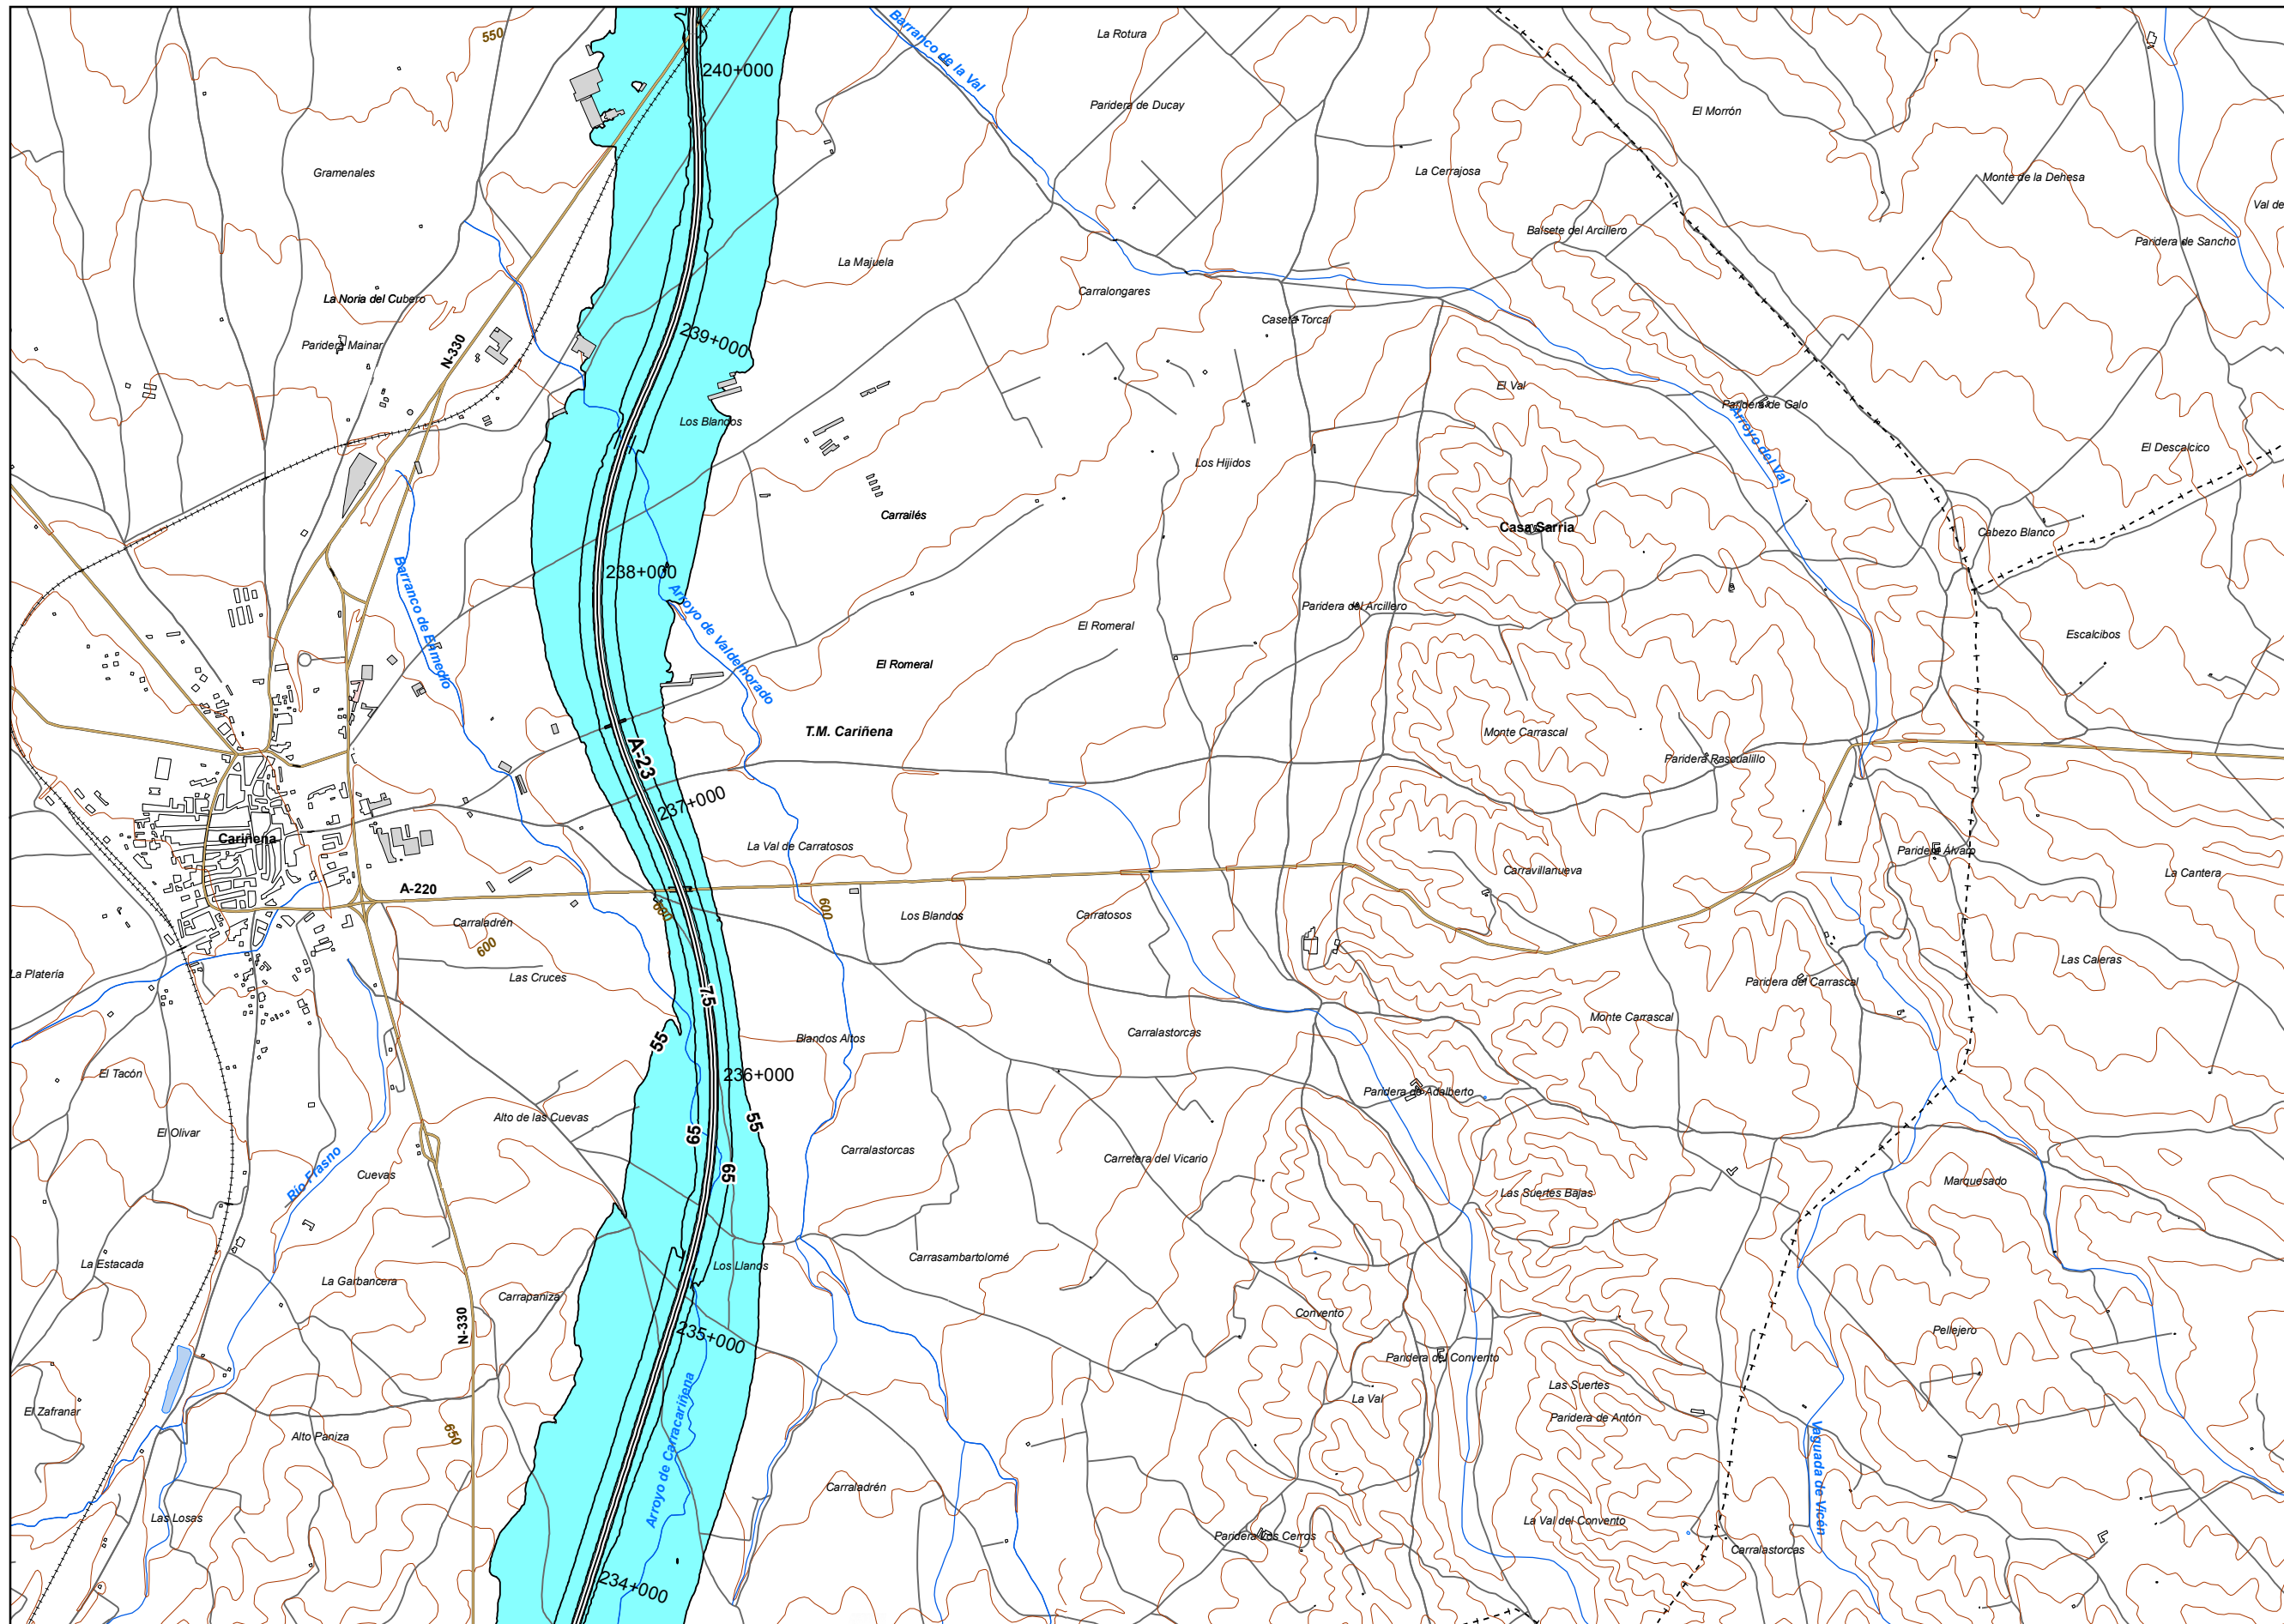 550
Barranco de la Val
La Rotura
240+000
Paridera de Ducay
El Morrón
Gramenales
La Cerrajosa
Monte de la Dehesa
Val de
Balsete del Arcillero
Paridera de Sancho
La Majuela
La Noria del Cubero
Carralongares
Caseta Torcal
Paridera Mainar
N-330
239+000
El Val
Paridera de Galo
Los Blandos
Arroyo del Val
El Descalcico
Los Hijidos
Carrailés
Casa Sarria
Cabezo Blanco
238+000
Barranco de Enmedio
Arroyo de Valdemorado
Paridera del Arcillero
El Romeral
Escalcibos
El Romeral
T.M. Cariñena
Monte Carrascal
A-23
Paridera Pascualillo
237+000
Cariñena
La Val de Carratosos
Paridera Álvaro
Carravillanueva
La Cantera
A-220
600
600
Los Blandos
Carratosos
Carraladrén
600
Las Cruces
La Platería
Las Caleras
Paridera del Carrascal
75
Monte Carrascal
55
Blandos Altos
Carralastorcas
El Tacón
236+000
Paridera de Adalberto
Alto de las Cuevas
55
El Olivar
65
Carralastorcas
Carretera del Vicario
Río Frasno
Cuevas
65
Marquesado
Las Suertes Bajas
La Estacada
Carrasambartolomé
Los Llanos
La Garbancera
Carrapaniza
Convento
N-330
235+000
Pellejero
Paridera del Convento
Las Suertes
La Val
El Zafranar
Arroyo de Carracariñena
Paridera de Antón
650
Alto Paniza
Vaguada de Vicén
Carraladrén
Las Losas
La Val del Convento
Paridera Los Cerros
Carralastorcas
234+000